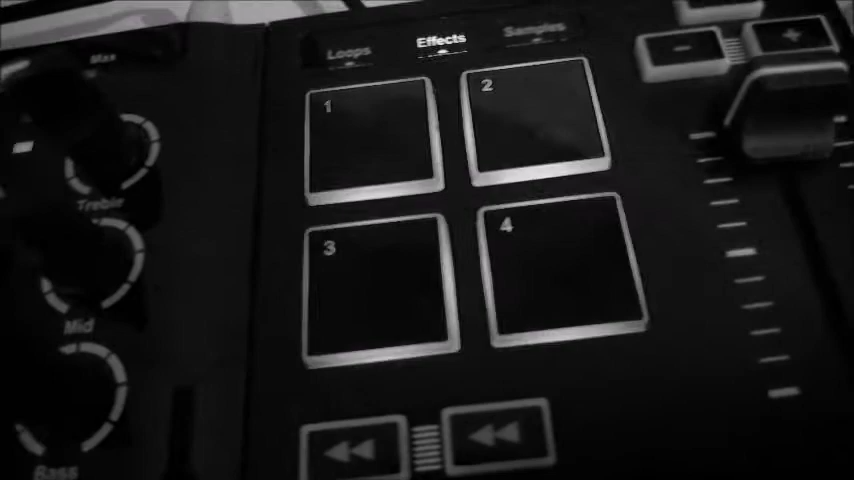 Loops Effects Samples
- +
Max
1 2
Treble
3 4
Mid
Bass